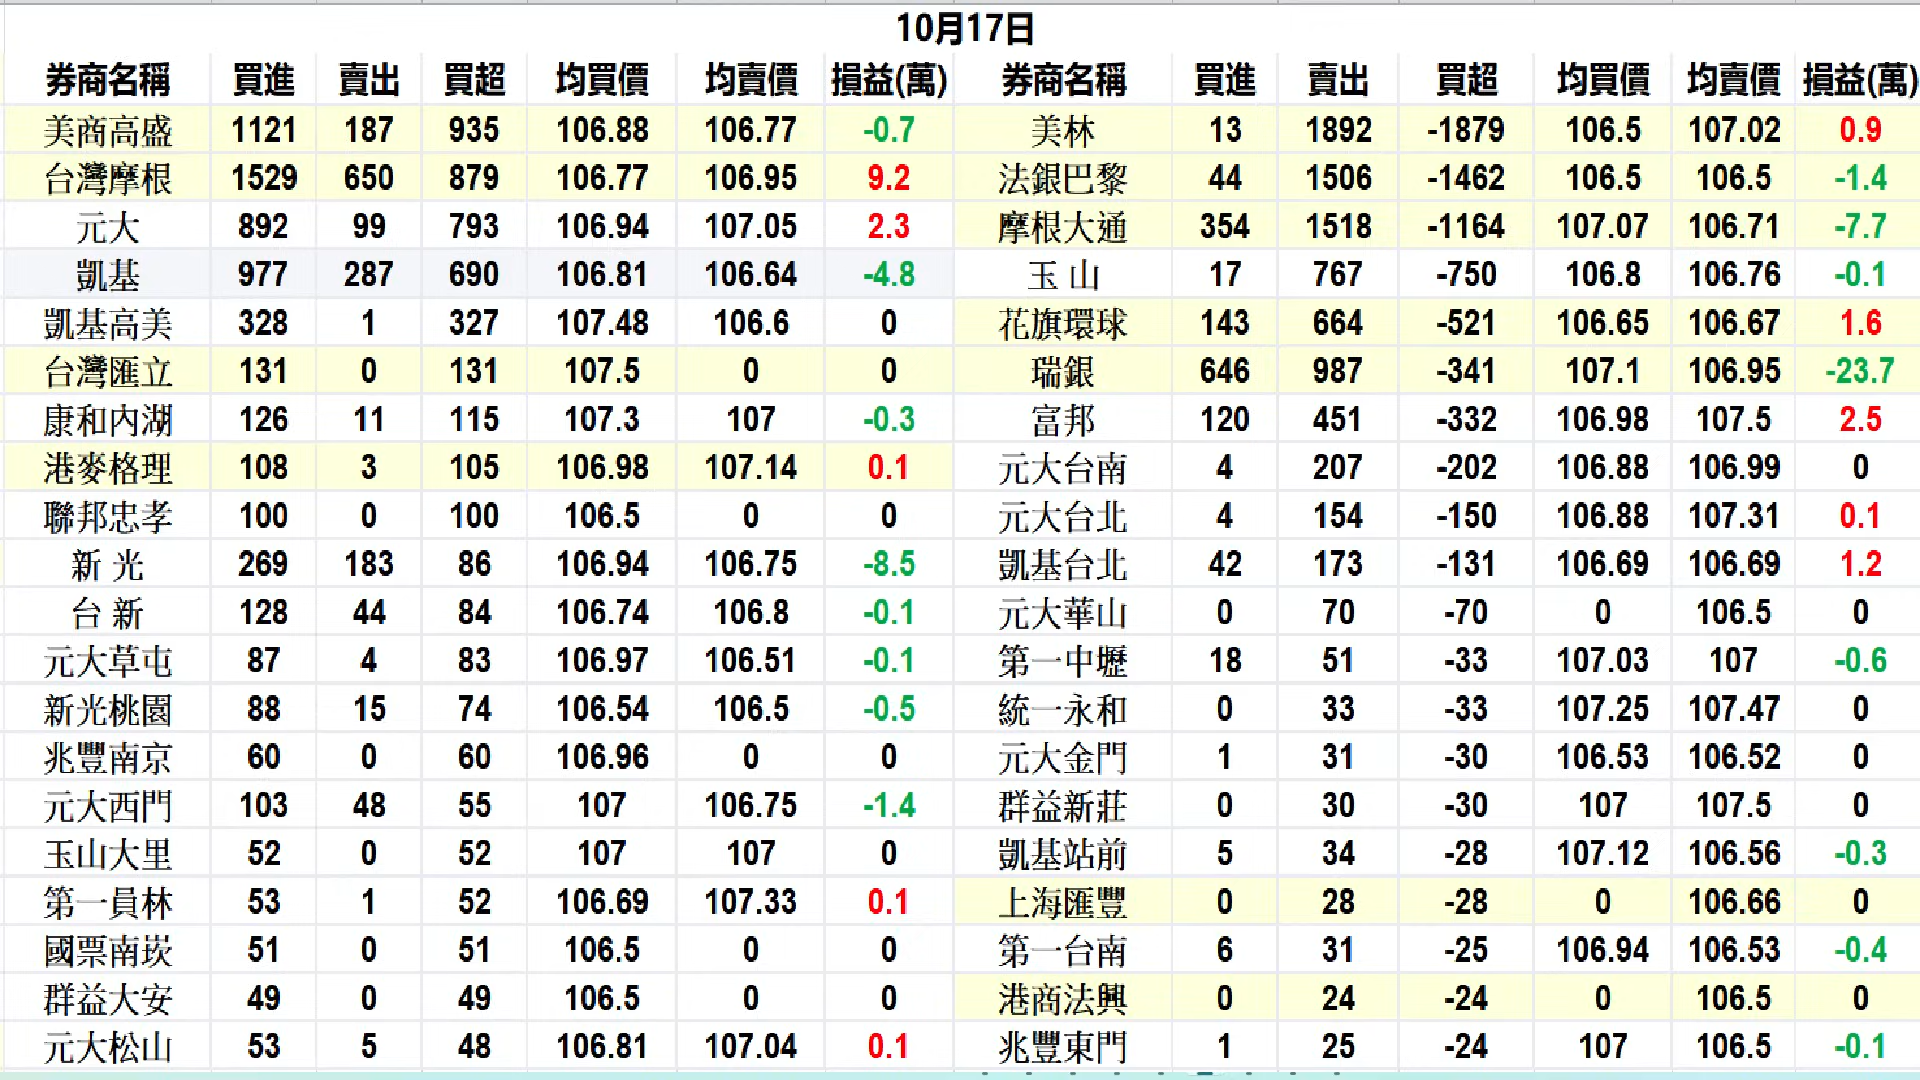 10月17日
券商名稱 買進 賣出 買超 均買價 均賣價 損益(萬) 券商名稱 買進 賣出 買超 均買價 均賣價 損益(萬)
美商高盛 1121 187 935 106.88 106.77 -0.7 美林 13 1892 -1879 106.5 107.02 0.9
台灣摩根 1529 650 879 106.77 106.95 9.2 法銀巴黎 44 1506 -1462 106.5 106.5 -1.4
元大 892 99 793 106.94 107.05 2.3 摩根大通 354 1518 -1164 107.07 106.71 -7.7
凱基 977 287 690 106.81 106.64 -4.8 玉山 17 767 -750 106.8 106.76 -0.1
凱基高美 328 1 327 107.48 106.6 0 花旗環球 143 664 -521 106.65 106.67 1.6
台灣匯立 131 0 131 107.5 0 0 瑞銀 646 987 -341 107.1 106.95 -23.7
康和內湖 126 11 115 107.3 107 -0.3 富邦 120 451 -332 106.98 107.5 2.5
港麥格理 108 3 105 106.98 107.14 0.1 元大台南 4 207 -202 106.88 106.99 0
聯邦忠孝 100 0 100 106.5 0 0 元大台北 4 154 -150 106.88 107.31 0.1
新光 269 183 86 106.94 106.75 -8.5 凱基台北 42 173 -131 106.69 106.69 1.2
台新 128 44 84 106.74 106.8 -0.1 元大華山 0 70 -70 0 106.5 0
元大草屯 87 4 83 106.97 106.51 -0.1 第一中壢 18 51 -33 107.03 107 -0.6
新光桃園 88 15 74 106.54 106.5 -0.5 統一永和 0 33 -33 107.25 107.47 0
兆豐南京 60 0 60 106.96 0 0 元大金門 1 31 -30 106.53 106.52 0
元大西門 103 48 55 107 106.75 -1.4 群益新莊 0 30 -30 107 107.5 0
玉山大里 52 0 52 107 107 0 凱基站前 5 34 -28 107.12 106.56 -0.3
第一員林 53 1 52 106.69 107.33 0.1 上海匯豐 0 28 -28 0 106.66 0
國票南崁 51 0 51 106.5 0 0 第一台南 6 31 -25 106.94 106.53 -0.4
群益大安 49 0 49 106.5 0 0 港商法興 0 24 -24 0 106.5 0
元大松山 53 5 48 106.81 107.04 0.1 兆豐東門 1 25 -24 107 106.5 -0.1